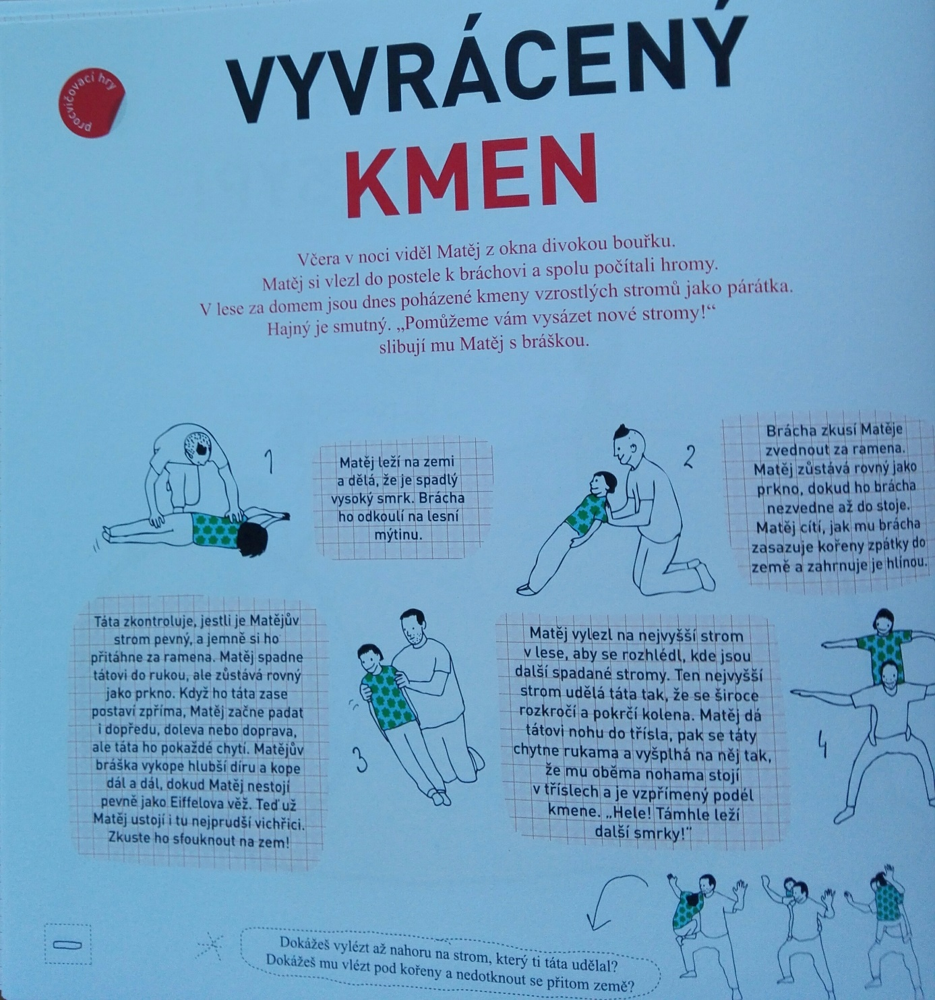 procvičovací hry
VYVRÁCENÝ
KMEN
Včera v noci viděl Matěj z okna divokou bouřku.
Matěj si vlezl do postele k bráchovi a spolu počítali hromy.
V lese za domem jsou dnes poházené kmeny vzrostlých stromů jako párátka.
Hajný je smutný. „Pomůžeme vám vysázet nové stromy!“
slibují mu Matěj s bráškou.
1
Matěj leží na zemi
a dělá, že je spadlý
vysoký smrk. Brácha
ho odkoulí na lesní
mýtinu.
2
Brácha zkusí Matěje
zvednout za ramena.
Matěj zůstává rovný jako
prkno, dokud ho brácha
nezvedne až do stoje.
Matěj cítí, jak mu brácha
zasazuje kořeny zpátky do
země a zahrnuje je hlínou.
Táta zkontroluje, jestli je Matějův
strom pevný, a jemně si ho
přitáhne za ramena. Matěj spadne
tátovi do rukou, ale zůstává rovný
jako prkno. Když ho táta zase
postaví zpříma, Matěj začne padat
i dopředu, doleva nebo doprava,
ale táta ho pokaždé chytí. Matějův
bráška vykope hlubší díru a kope
dál a dál, dokud Matěj nestojí
pevně jako Eiffelova věž. Teď už
Matěj ustojí i tu nejprudší vichřici.
Zkuste ho sfouknout na zem!
3
Matěj vylezl na nejvyšší strom
v lese, aby se rozhlédl, kde jsou
další spadané stromy. Ten nejvyšší
strom udělá táta tak, že se široce
rozkročí a pokrčí kolena. Matěj dá
tátovi nohu do třísla, pak se táty
chytne rukama a vyšplhá na něj tak,
že mu oběma nohama stojí
v tříslech a je vzpřímený podél
kmene. „Hele! Támhle leží
další smrky!“
4
Dokážeš vylézt až nahoru na strom, který ti táta udělal?
Dokážeš mu vlézt pod kořeny a nedotknout se přitom země?